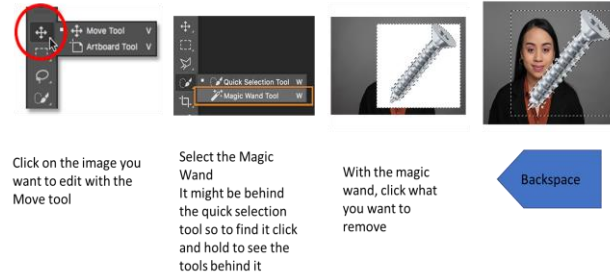 Move Tool V
Artboard Tool V
Quick Selection Tool W
Magic Wand Tool W
Click on the image you
want to edit with the
Move tool
Select the Magic
Wand
It might be behind
the quick selection
tool so to find it click
and hold to see the
tools behind it
With the magic
wand, click what
you want to
remove
Backspace